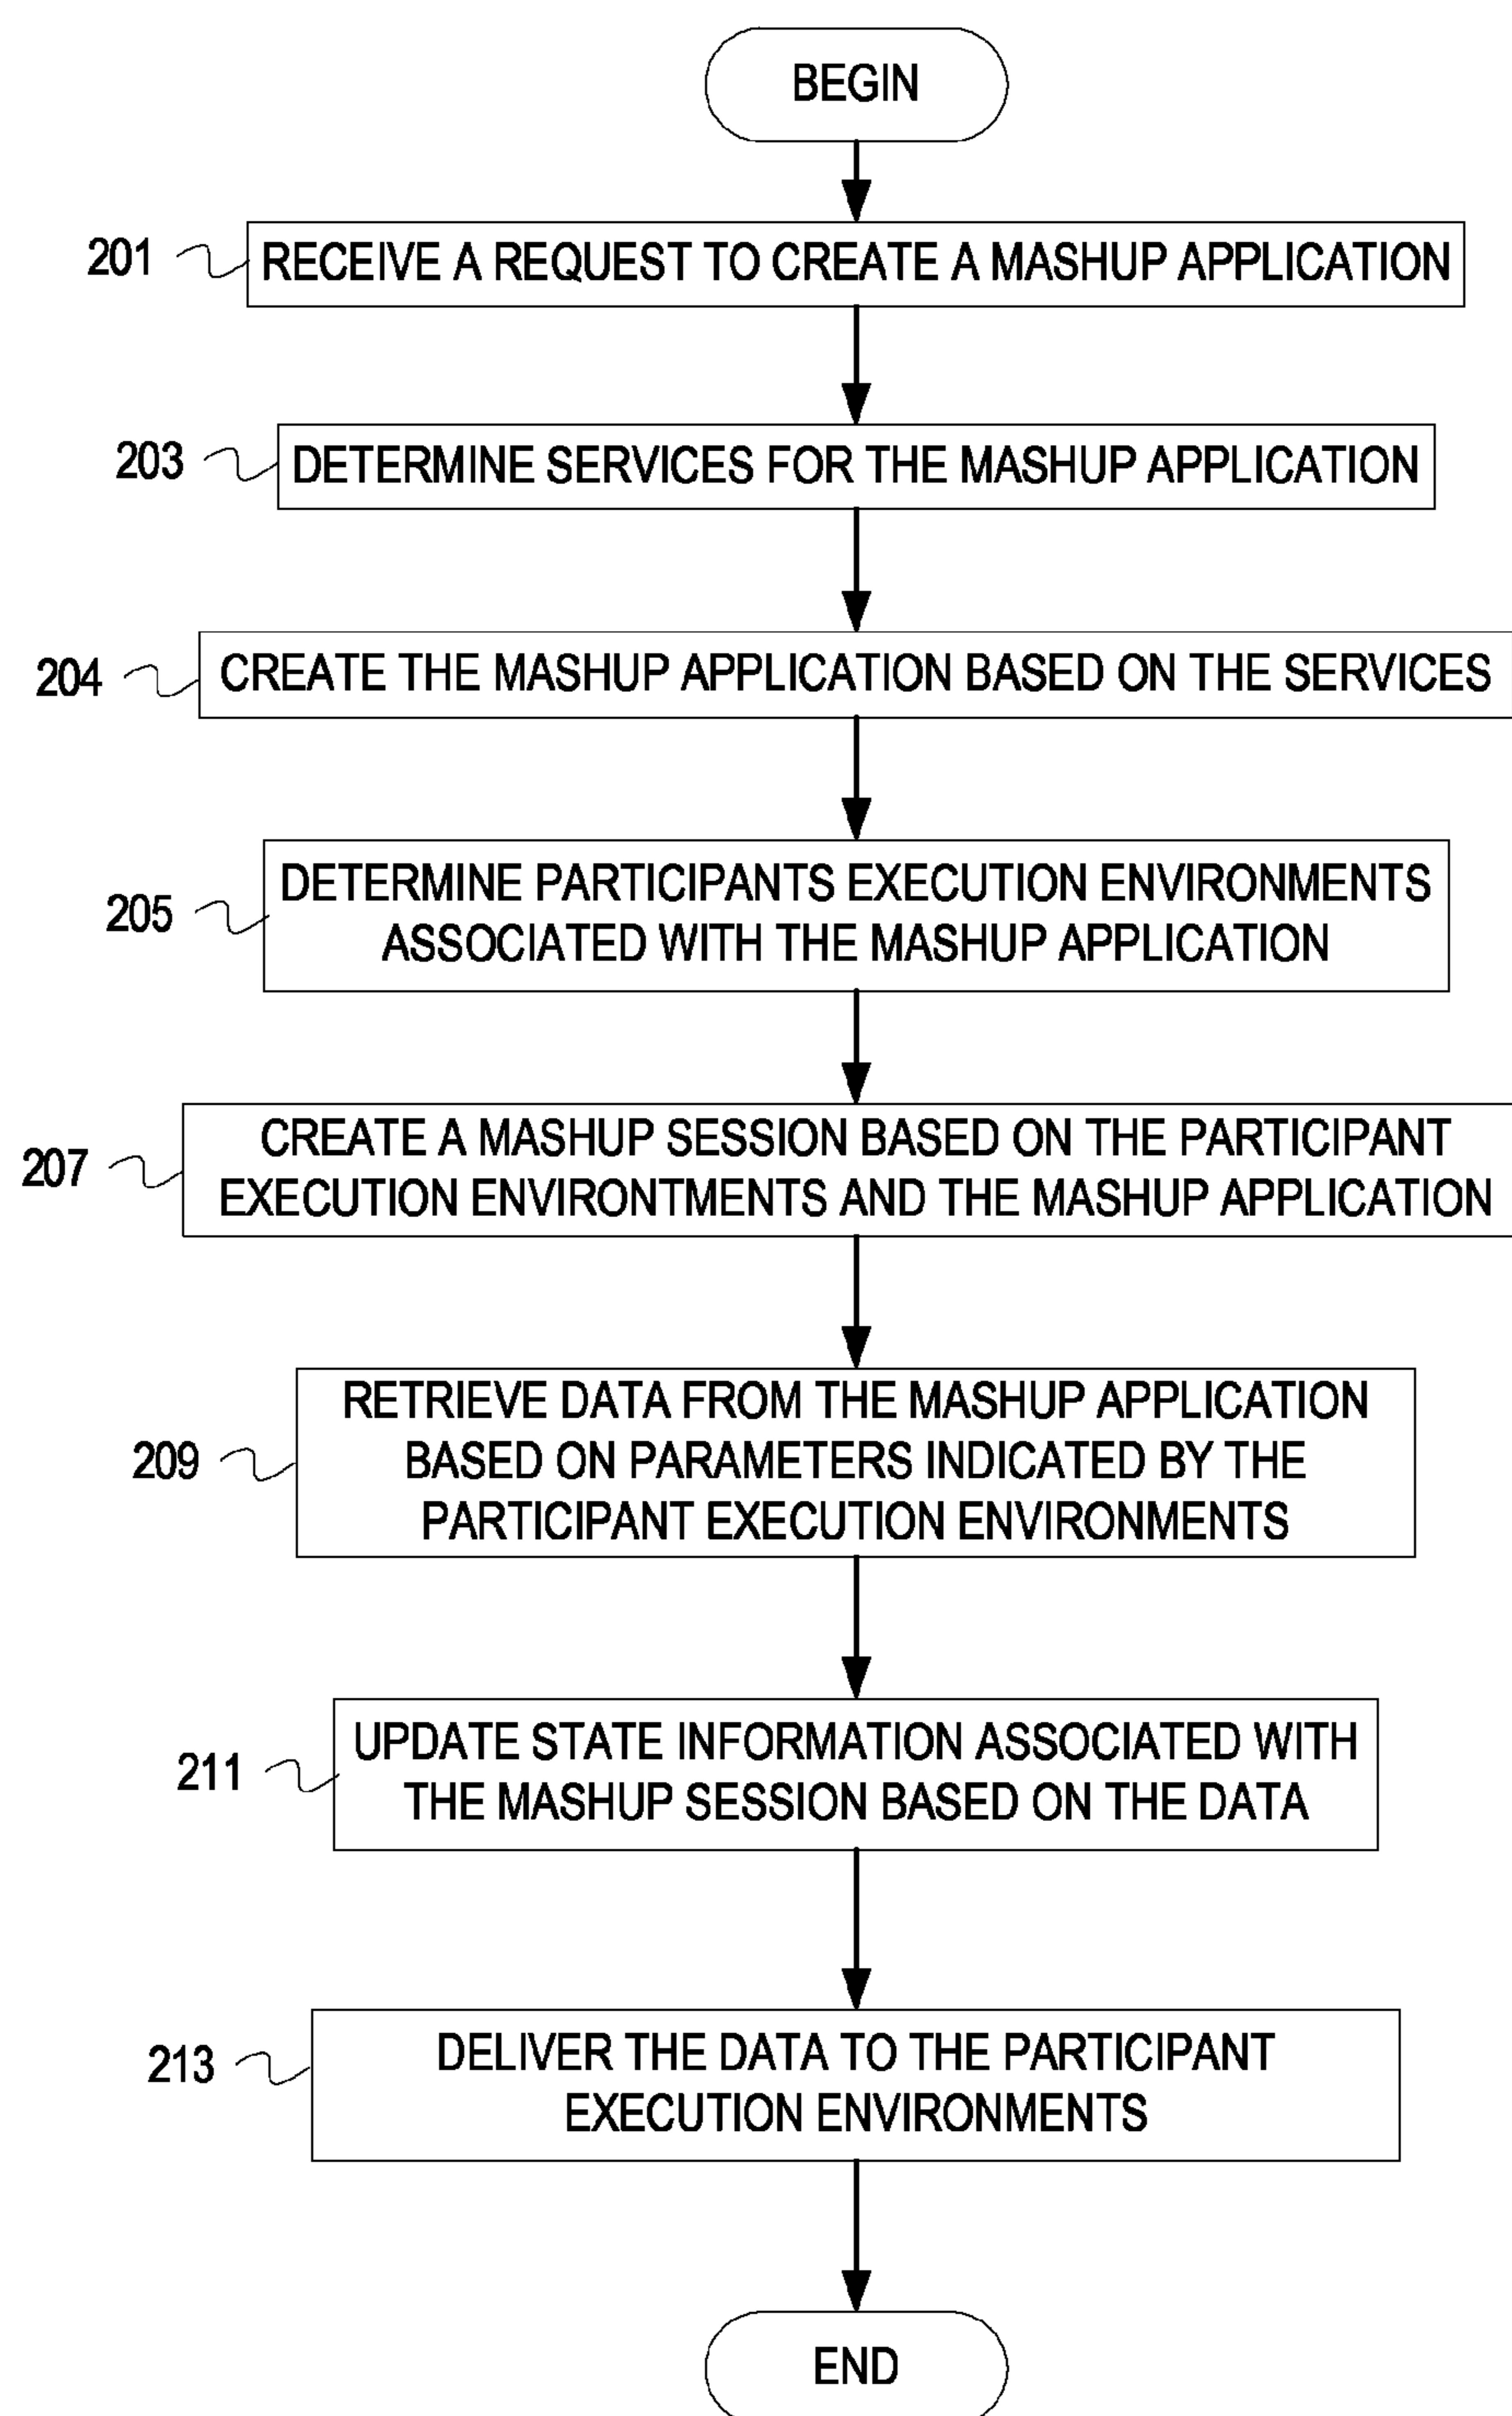 BEGIN
201
RECEIVE A REQUEST TO CREATE A MASHUP APPLICATION
203
DETERMINE SERVICES FOR THE MASHUP APPLICATION
204
CREATE THE MASHUP APPLICATION BASED ON THE SERVICES
205
DETERMINE PARTICIPANTS EXECUTION ENVIRONMENTS
ASSOCIATED WITH THE MASHUP APPLICATION
207
CREATE A MASHUP SESSION BASED ON THE PARTICIPANT
EXECUTION ENVIRONTMENTS AND THE MASHUP APPLICATION
209
RETRIEVE DATA FROM THE MASHUP APPLICATION
BASED ON PARAMETERS INDICATED BY THE
PARTICIPANT EXECUTION ENVIRONMENTS
211
UPDATE STATE INFORMATION ASSOCIATED WITH
THE MASHUP SESSION BASED ON THE DATA
213
DELIVER THE DATA TO THE PARTICIPANT
EXECUTION ENVIRONMENTS
END